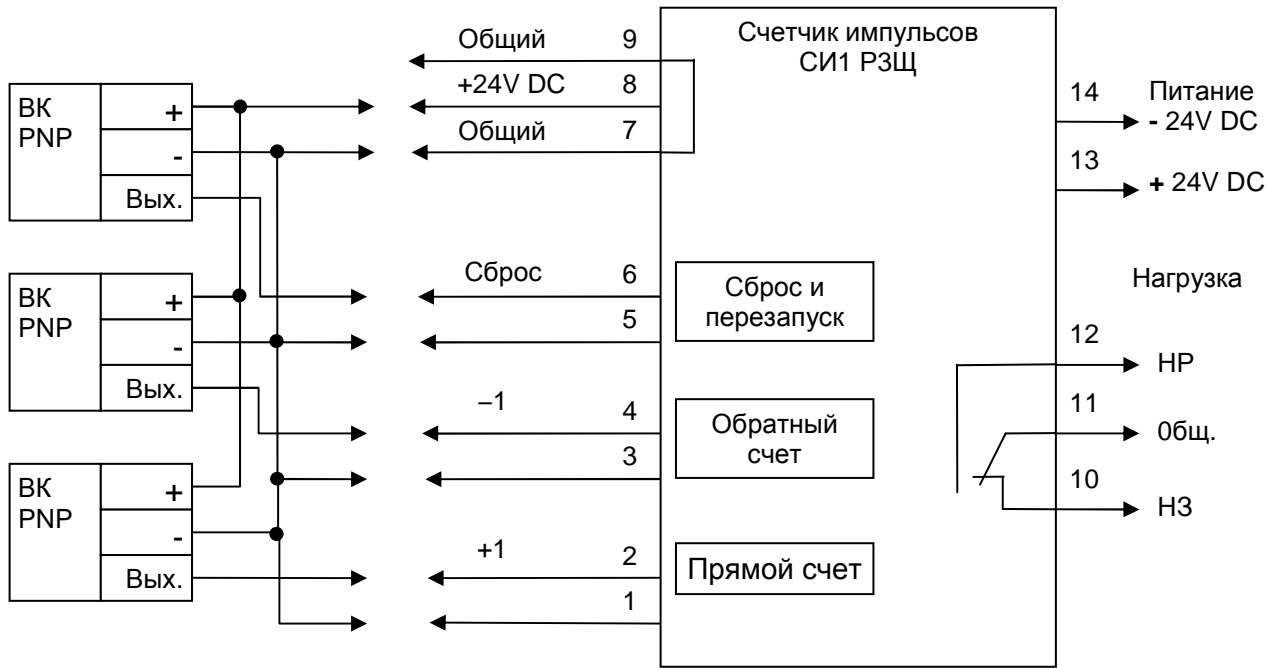 Общий 9
+24V DC 8
Общий 7
ВК
PNP
+
-
Вых.
ВК
PNP
+
-
Вых.
ВК
PNP
+
-
Вых.
Сброс 6
5
–1 4
3
+1 2
1
Счетчик импульсов
СИ1 Р3Щ
Сброс и
перезапуск
Обратный
счет
Прямой счет
14 Питание
- 24V DC
13
+ 24V DC
Нагрузка
12
НР
11
0бщ.
10
НЗ